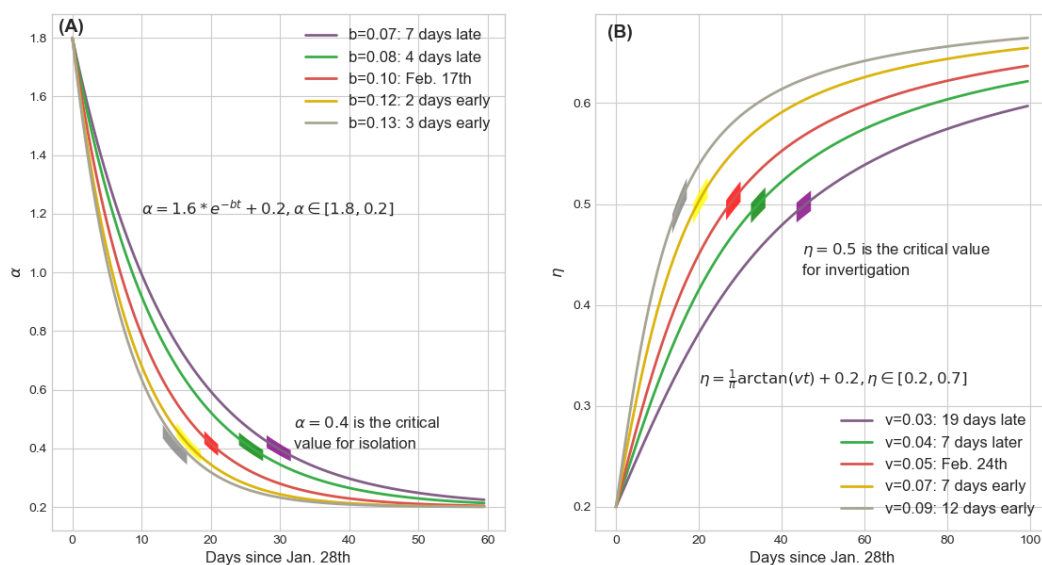 (A)
b=0.07: 7 days late
b=0.08: 4 days late
b=0.10: Feb. 17th
b=0.12: 2 days early
b=0.13: 3 days early
α = 1.6 * e^{-bt} + 0.2, α ∈ [1.8, 0.2]
α = 0.4 is the critical
value for isolation
α
1.8
1.6
1.4
1.2
1.0
0.8
0.6
0.4
0.2
0
10
20
30
40
50
60
Days since Jan. 28th
(B)
η = 0.5 is the critical value
for invertigation
η = \frac{1}{π} arctan(vt) + 0.2, η ∈ [0.2, 0.7]
v=0.03: 19 days late
v=0.04: 7 days later
v=0.05: Feb. 24th
v=0.07: 7 days early
v=0.09: 12 days early
η
0.6
0.5
0.4
0.3
0.2
0
20
40
60
80
100
Days since Jan. 28th